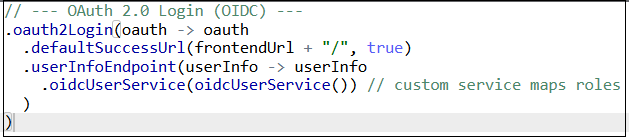 // --- OAuth 2.0 Login (OIDC) ---
.oauth2Login(oauth -> oauth
  .defaultSuccessUrl(frontendUrl + "/", true)
  .userInfoEndpoint(userInfo -> userInfo
    .oidcUserService(oidcUserService()) // custom service maps roles
  )
)